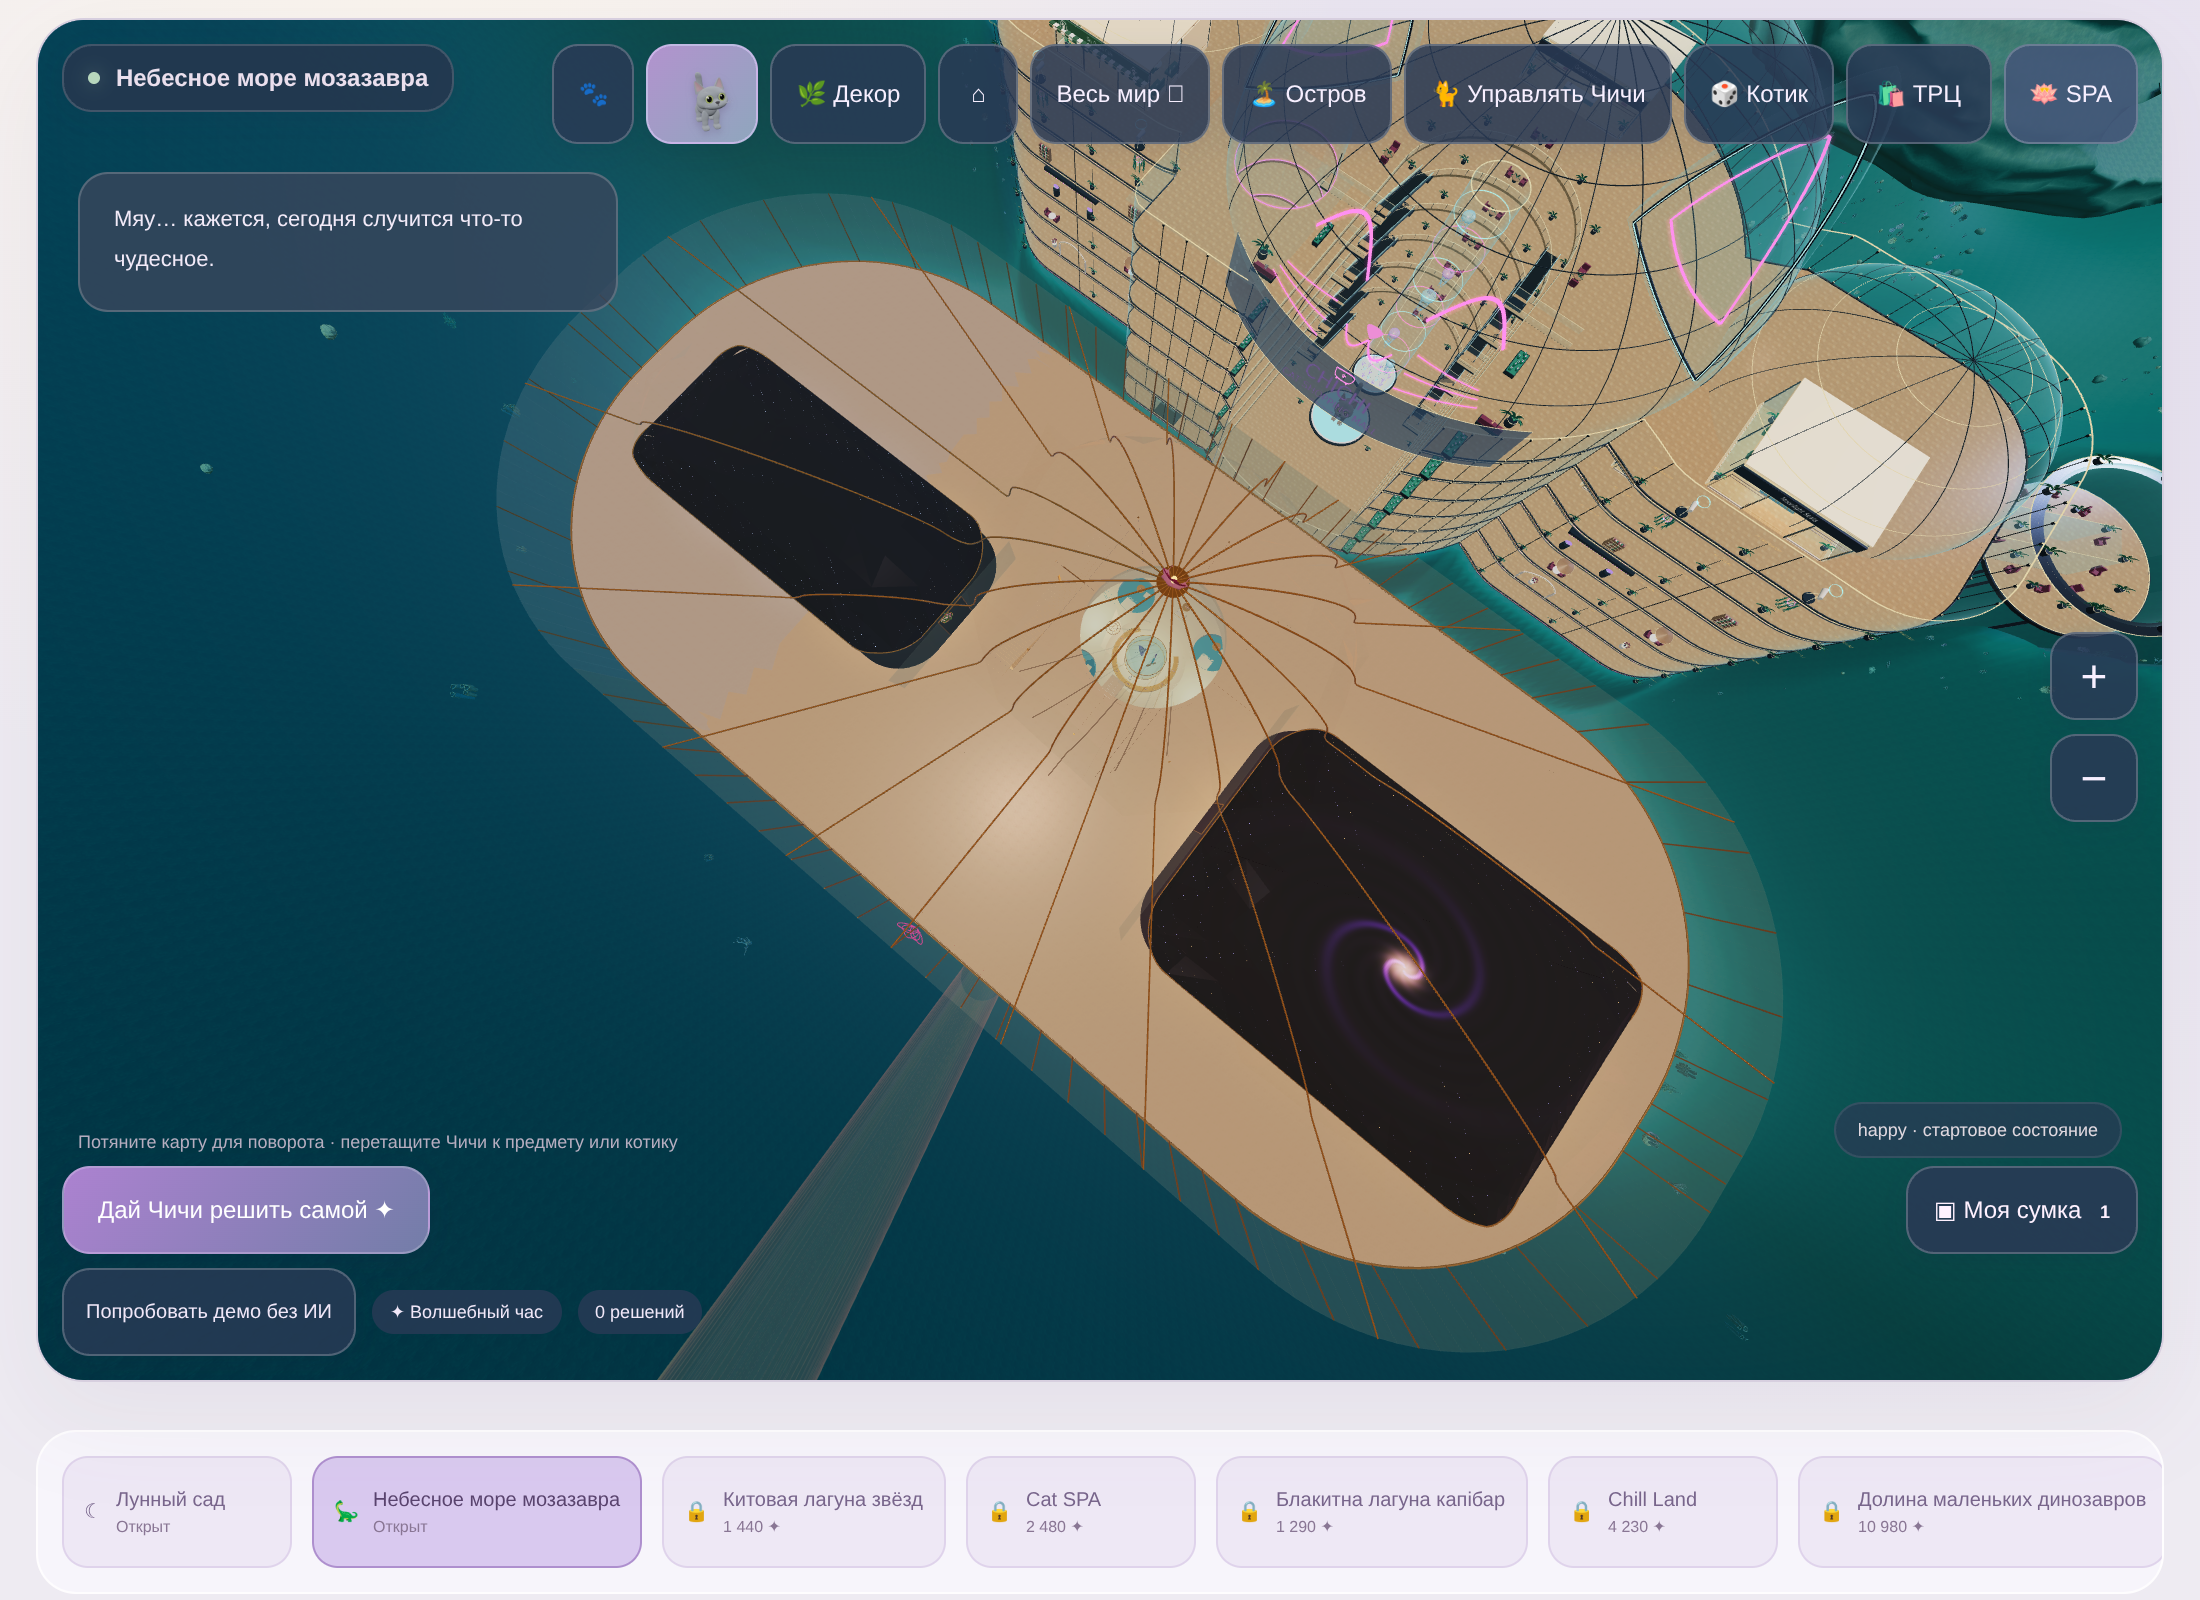 Небесное море мозазавра
Декор
Весь мир
Остров
Управлять Чичи
Котик
ТРЦ
SPA
Мяу… кажется, сегодня случится что-то
чудесное.
+
−
Потяните карту для поворота · перетащите Чичи к предмету или котику
happy · стартовое состояние
Дай Чичи решить самой ✦
Моя сумка 1
Попробовать демо без ИИ
✦ Волшебный час
0 решений
Лунный сад
Открыт
Небесное море мозазавра
Открыт
Китовая лагуна звёзд
1 440 ✦
Cat SPA
2 480 ✦
Блакитна лагуна капібар
1 290 ✦
Chill Land
4 230 ✦
Долина маленьких динозавров
10 980 ✦